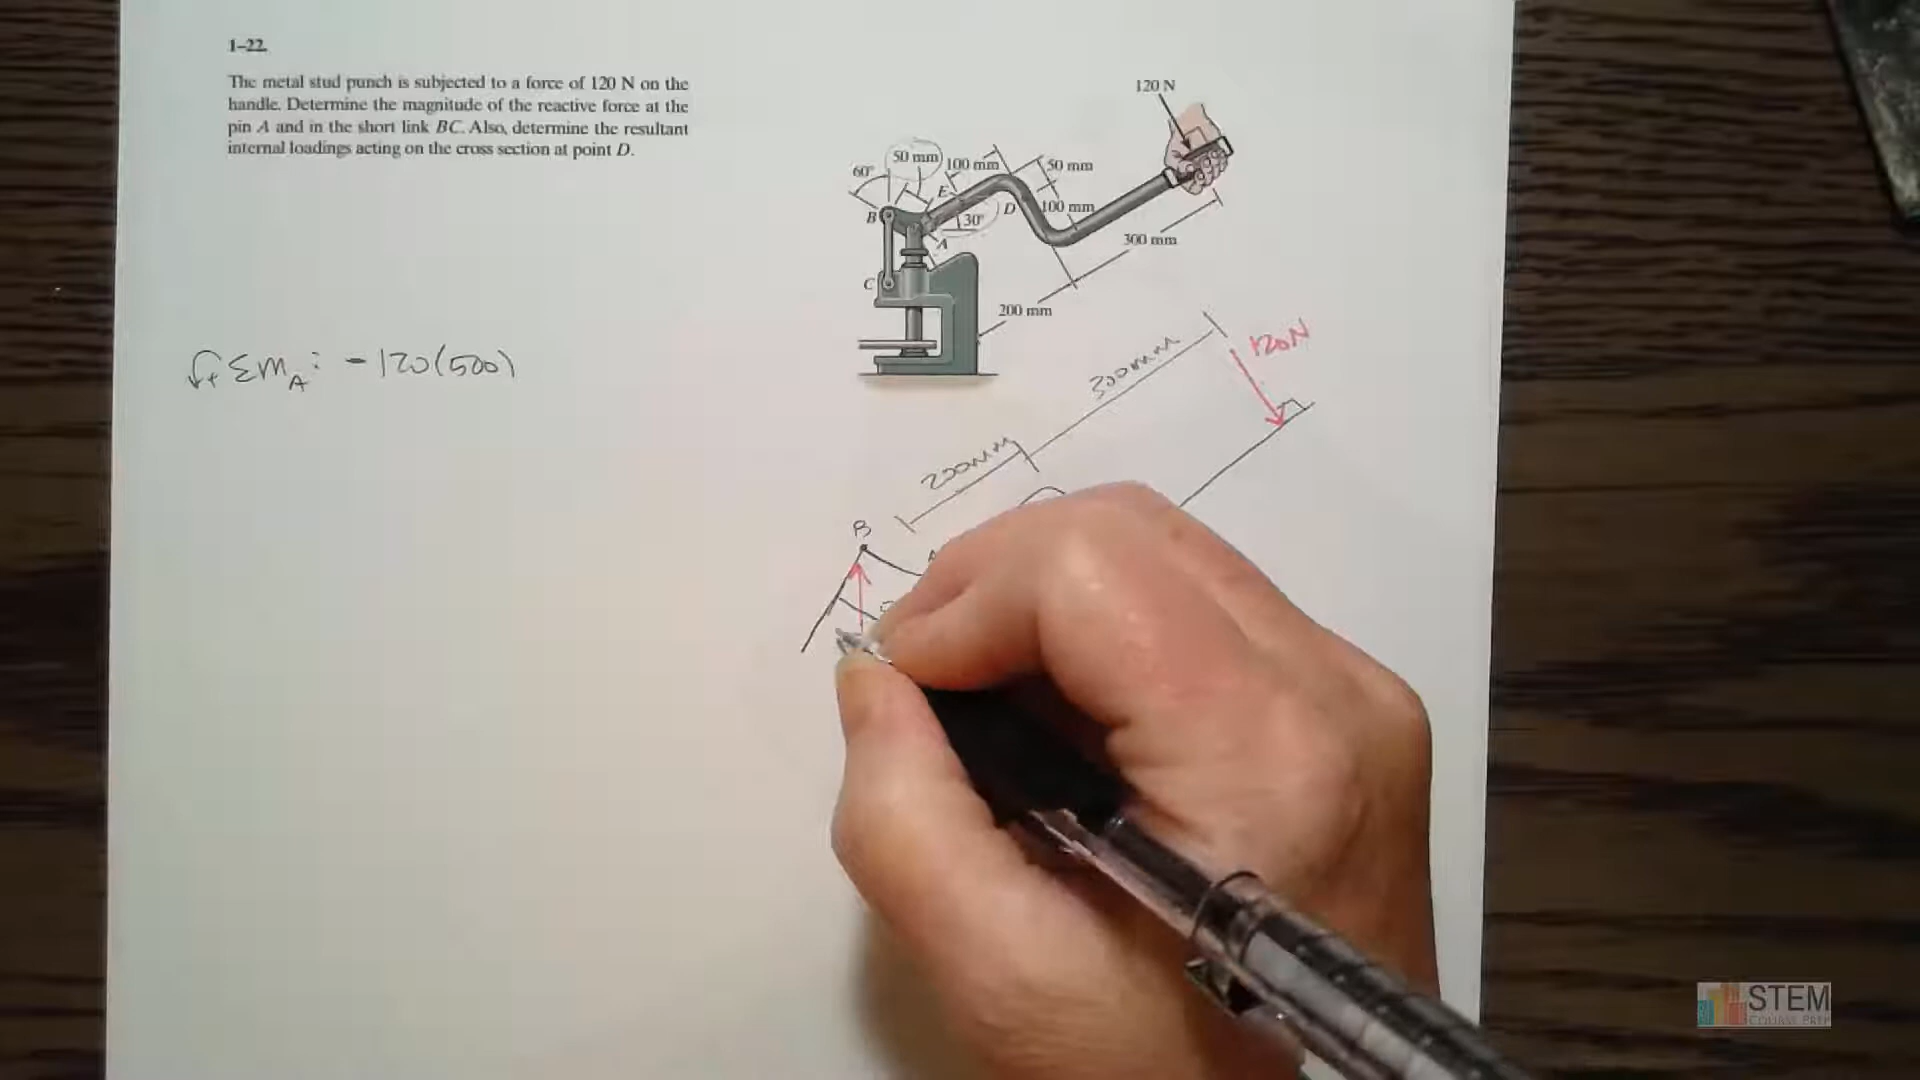 1–22.
The metal stud punch is subjected to a force of 120 N on the
handle. Determine the magnitude of the reactive force at the
pin A and in the short link BC. Also, determine the resultant
internal loadings acting on the cross section at point D.
120 N
50 mm
100 mm
50 mm
60°
E
B
D
100 mm
30°
A
300 mm
C
200 mm
ΣMA: -120(500)
300mm
120N
200mm
B
STEM
COURSE PREP